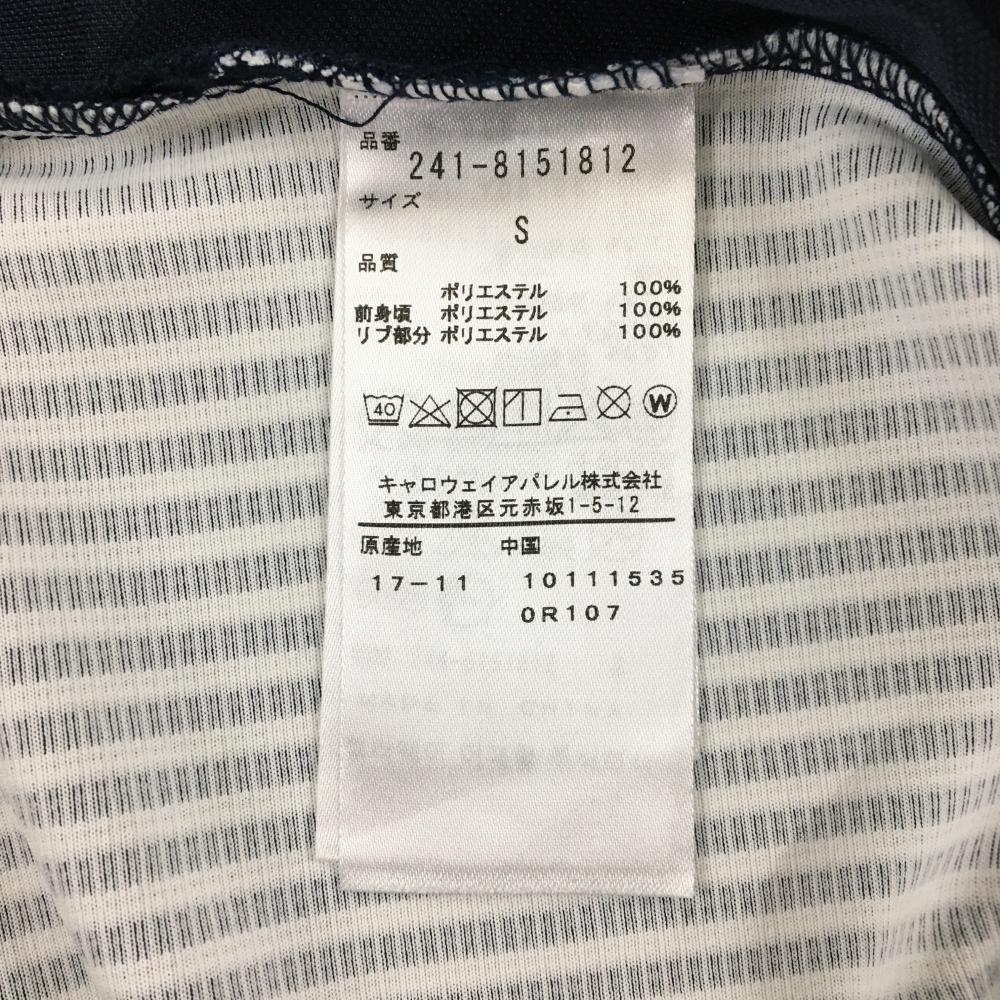 品番
241-8151812
サイズ
S
品質
ポリエステル 100%
前身頃 ポリエステル 100%
リブ部分 ポリエステル 100%
40
W
キャロウェイアパレル株式会社
東京都港区元赤坂1-5-12
原産地 中国
17-11 10111535
0R107